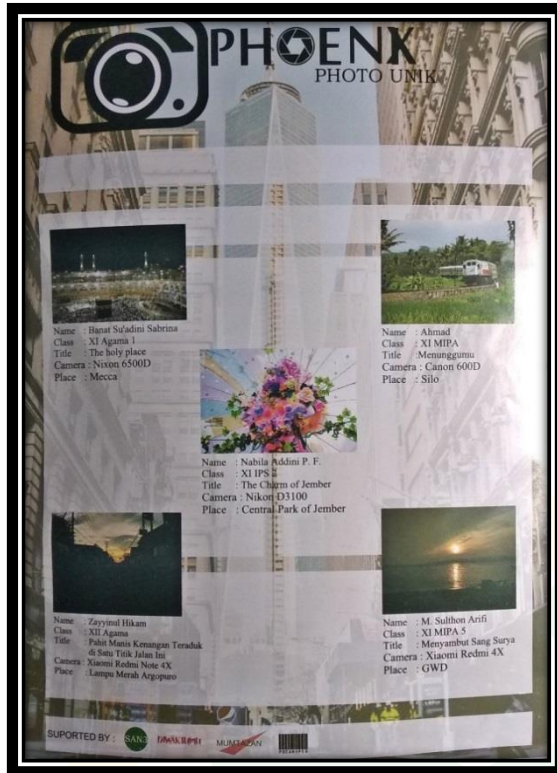 PHOENX
PHOTO UNIK
Name : Banat Su'adini Sabrina
Class : XI Agama 1
Title : The holy place
Camera : Nixon 6500D
Place : Mecca
Name : Ahmad
Class : XI MIPA
Title : Menunggumu
Camera : Canon 600D
Place : Silo
Name : Nabila Addini P. F.
Class : XI IPS 2
Title : The Charm of Jember
Camera : Nikon D3100
Place : Central Park of Jember
Name : Zayyinul Hikam
Class : XII Agama
Title : Pahit Manis Kenangan Teraduk
di Satu Titik Jalan Ini
Camera : Xiaomi Redmi Note 4X
Place : Lampu Merah Argopuro
Name : M. Sulthon Arifi
Class : XI MIPA 5
Title : Menyambut Sang Surya
Camera : Xiaomi Redmi 4X
Place : GWD
SUPORTED BY :
SAN3
MUMTAZAN